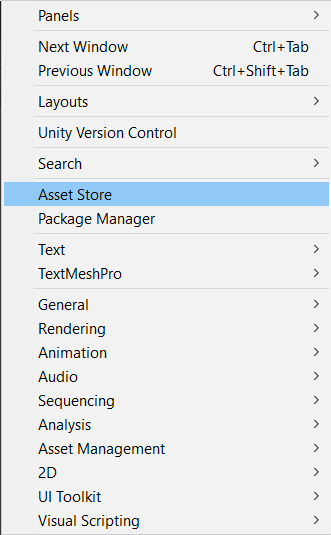 Panels
Next Window Ctrl+Tab
Previous Window Ctrl+Shift+Tab
Layouts
Unity Version Control
Search
Asset Store
Package Manager
Text
TextMeshPro
General
Rendering
Animation
Audio
Sequencing
Analysis
Asset Management
2D
UI Toolkit
Visual Scripting